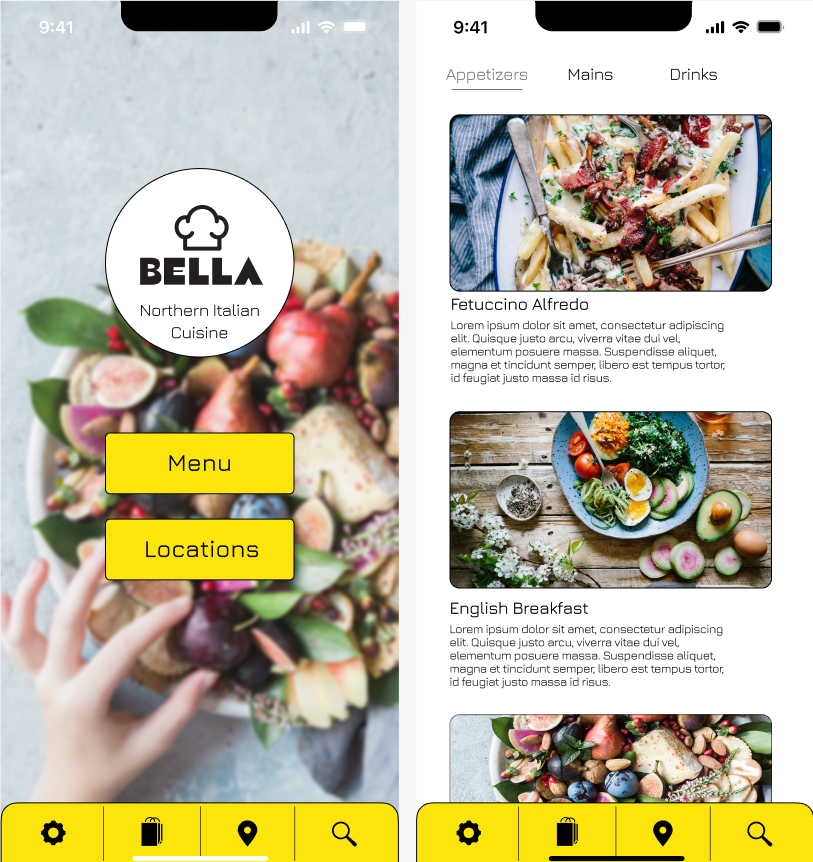 9:41
BELLA
Northern Italian
Cuisine
Menu
Locations
9:41
Appetizers Mains Drinks
Fetuccino Alfredo
Lorem ipsum dolor sit amet, consectetur adipiscing
elit. Quisque justo arcu, viverra vitae dui vel,
elementum posuere massa. Suspendisse aliquet,
magna et tincidunt semper, libero est tempus tortor,
id feugiat justo massa id risus.
English Breakfast
Lorem ipsum dolor sit amet, consectetur adipiscing
elit. Quisque justo arcu, viverra vitae dui vel,
elementum posuere massa. Suspendisse aliquet,
magna et tincidunt semper, libero est tempus tortor,
id feugiat justo massa id risus.